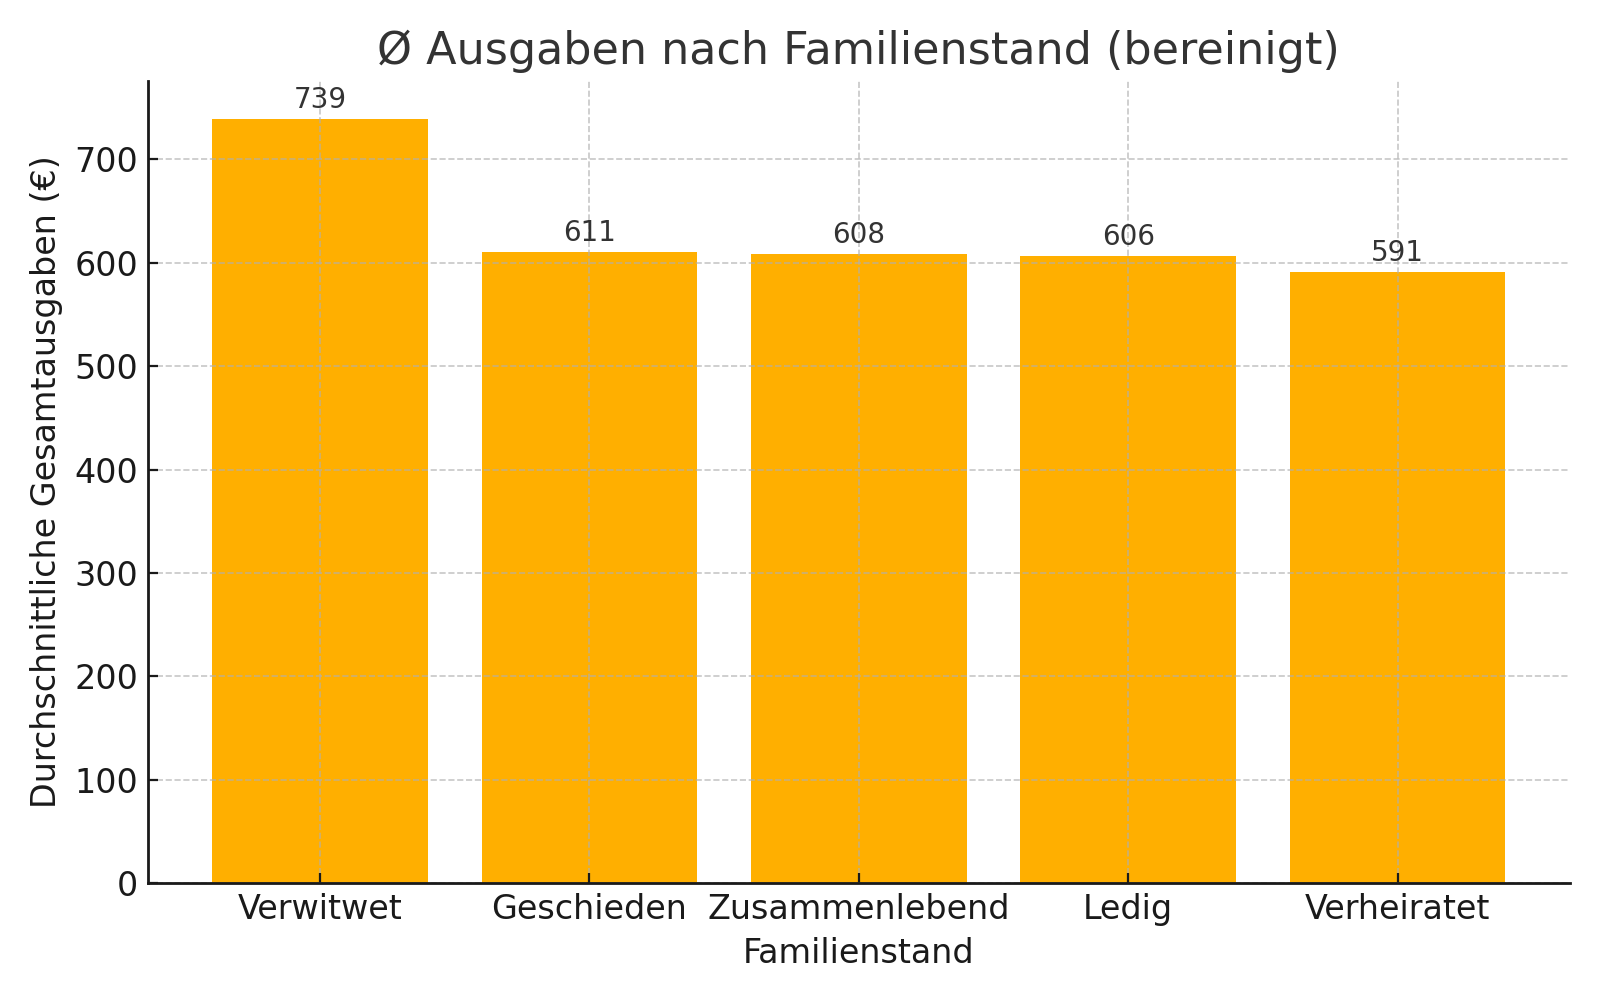 Ø Ausgaben nach Familienstand (bereinigt)
Durchschnittliche Gesamtausgaben (€)
700
600
500
400
300
200
100
0
739
611
608
606
591
Verwitwet
Geschieden
Zusammenlebend
Ledig
Verheiratet
Familienstand